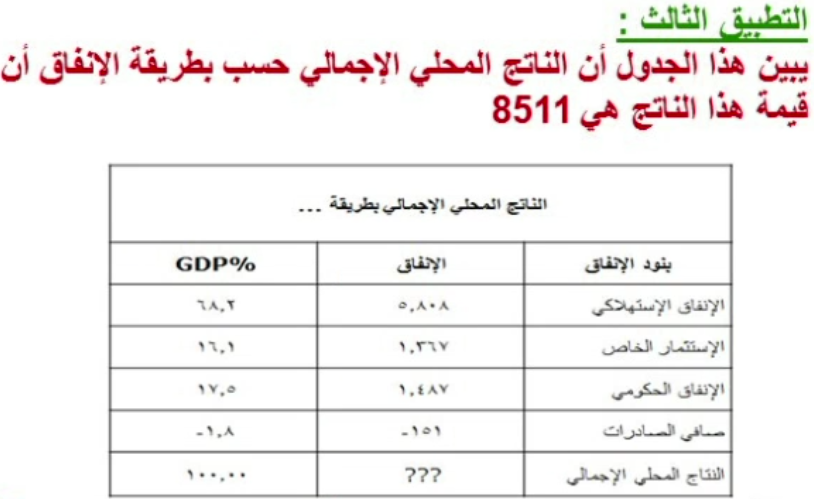 التطبيق الثالث :
يبين هذا الجدول أن الناتج المحلي الإجمالي حسب بطريقة الإنفاق أن
قيمة هذا الناتج هي 8511
الناتج المحلي الإجمالي بطريقة ...
بنود الإنفاق الإنفاق GDP%
الإنفاق الإستهلاكي ٥,٨٠٨ ٦٨,٢
الإستثمار الخاص ١,٣٦٧ ١٦,١
الإنفاق الحكومي ١,٤٨٧ ١٧,٥
صافي الصادرات -١٥١ -١,٨
النتاج المحلي الإجمالي ??? ١٠٠,٠٠